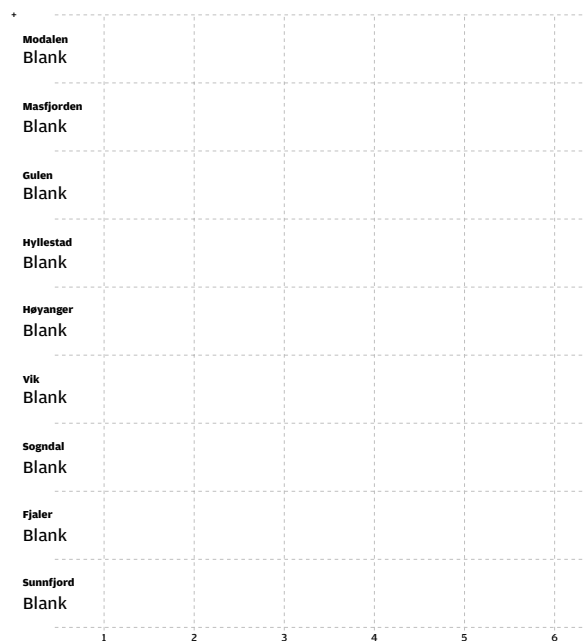 +
Modalen
Blank
Masfjorden
Blank
Gulen
Blank
Hyllestad
Blank
Høyanger
Blank
Vik
Blank
Sogndal
Blank
Fjaler
Blank
Sunnfjord
Blank
1 2 3 4 5 6